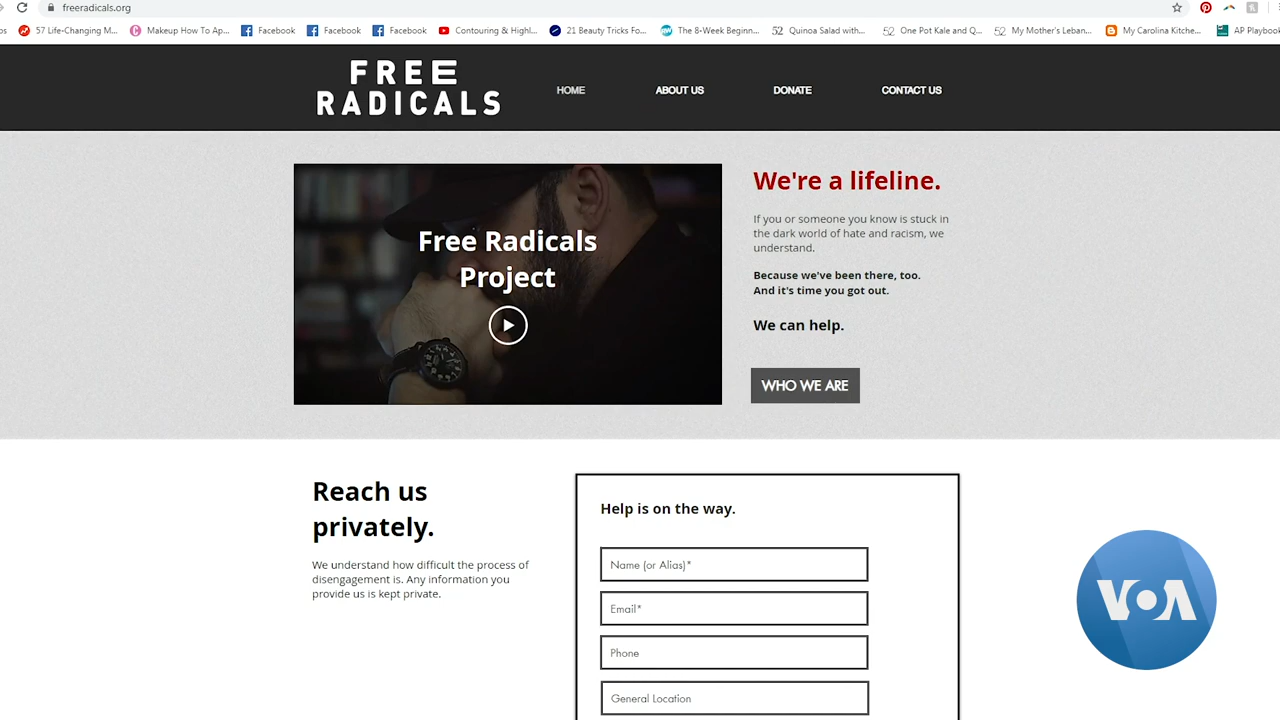 freeradicals.org
57 Life-Changing M...
Makeup How To Ap...
Facebook
Facebook
Facebook
Contouring & Highl...
21 Beauty Tricks Fo...
The 8-Week Beginn...
Quinoa Salad with...
One Pot Kale and Q...
My Mother's Leban...
My Carolina Kitche...
AP Playbook
FREE
RADICALS
HOME
ABOUT US
DONATE
CONTACT US
Free Radicals
Project
We're a lifeline.
If you or someone you know is stuck in
the dark world of hate and racism, we
understand.
Because we've been there, too.
And it's time you got out.
We can help.
WHO WE ARE
Reach us
privately.
We understand how difficult the process of
disengagement is. Any information you
provide us is kept private.
Help is on the way.
Name (or Alias)*
Email*
Phone
General Location
VOA